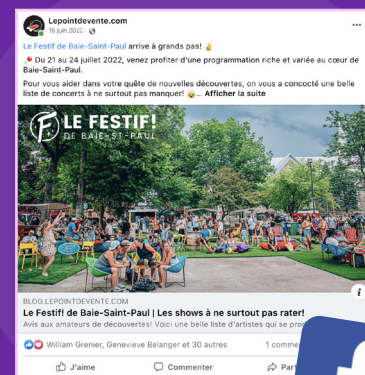 Lepointdevente.com
15 juin 2022 ·
Le Festif de Baie-Saint-Paul arrive à grands pas! ✌️
📍 Du 21 au 24 juillet 2022, venez profiter d'une programmation riche et variée au cœur de
Baie-Saint-Paul.
Pour vous aider dans votre quête de nouvelles découvertes, on vous a concocté une belle
liste de concerts à ne surtout pas manquer! 😉... Afficher la suite
LE FESTIF!
DE BAIE-ST-PAUL
BLOG.LEPOINTDEVENTE.COM
Le Festif! de Baie-Saint-Paul | Les shows à ne surtout pas rater!
Avis aux amateurs de découvertes! Voici une belle liste d'artistes qui se
William Grenier, Genevieve Belanger et 30 autres
1
J'aime
Commenter